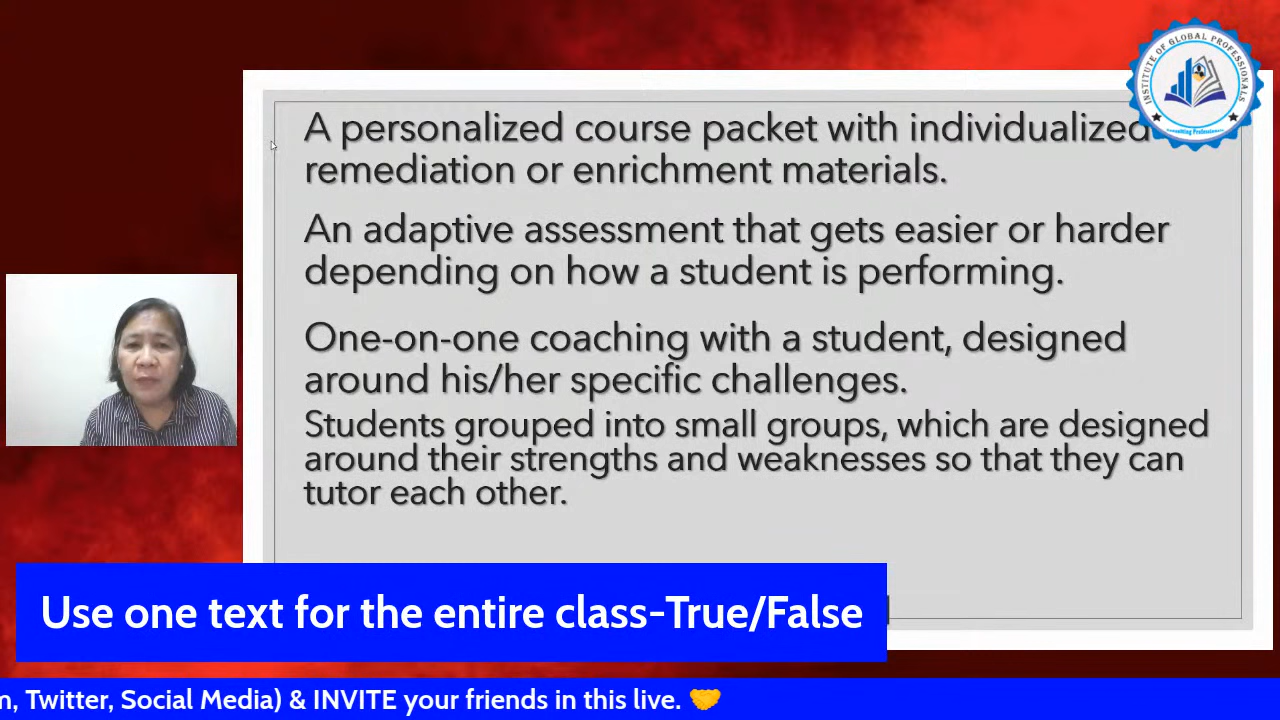 INSTITUTE OF GLOBAL PROFESSIONALS
Consulting Professionals
A personalized course packet with individualized
remediation or enrichment materials.
An adaptive assessment that gets easier or harder
depending on how a student is performing.
One-on-one coaching with a student, designed
around his/her specific challenges.
Students grouped into small groups, which are designed
around their strengths and weaknesses so that they can
tutor each other.
Use one text for the entire class-True/False
Twitter, Social Media) & INVITE your friends in this live. 🤝